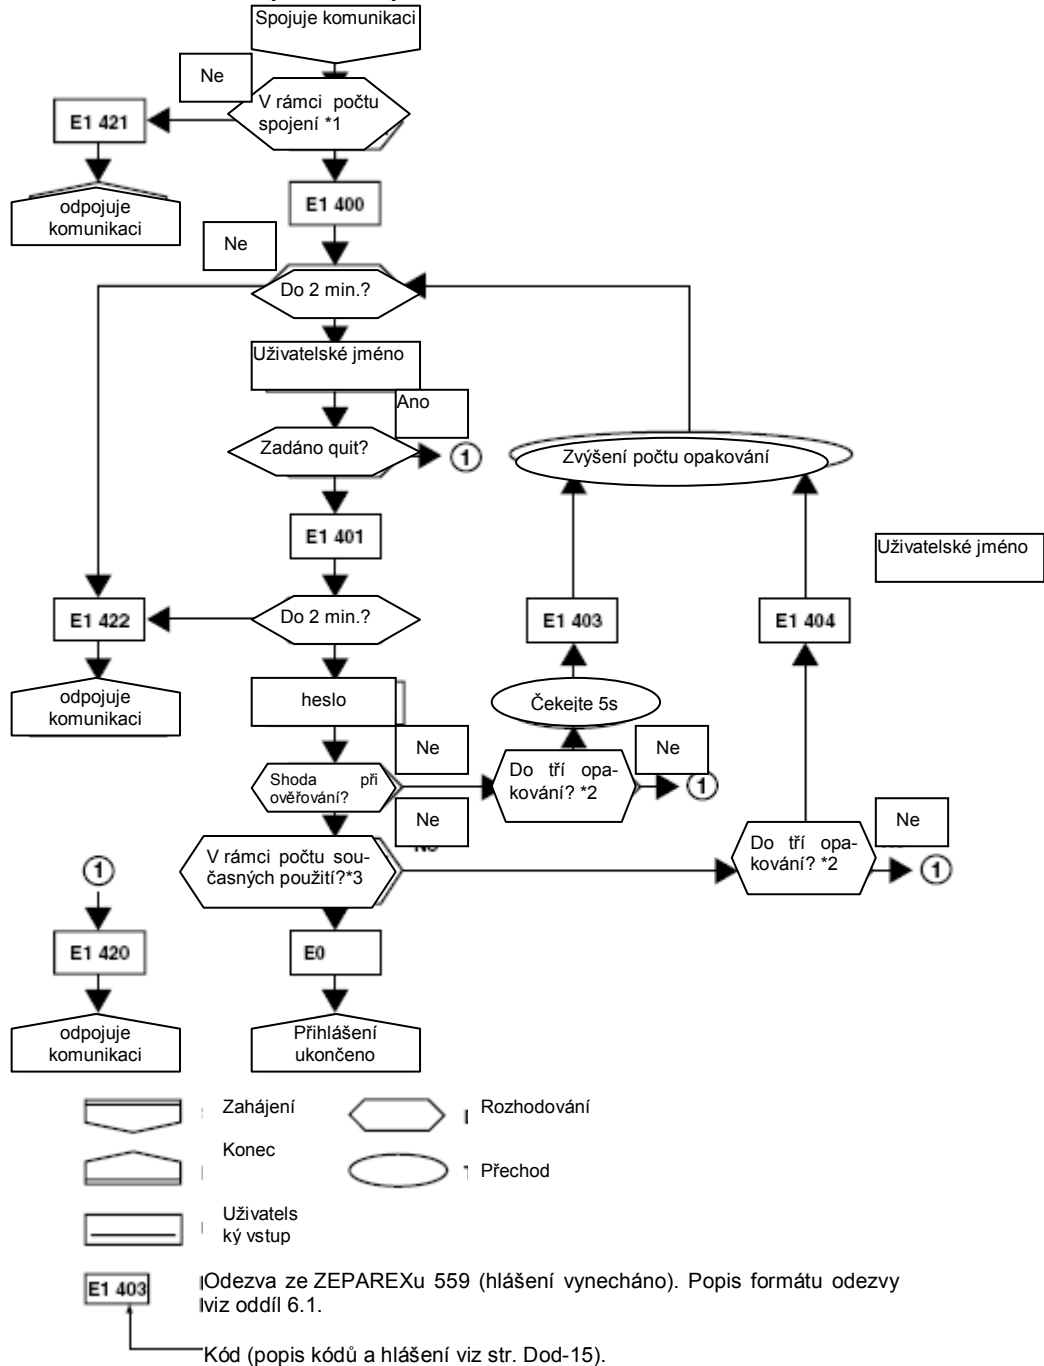 Spojuje komunikaci
Ne
V rámci počtu
spojení *1
E1 421
odpojuje
komunikaci
E1 400
Ne
Do 2 min.?
Uživatelské jméno
Ano
Zadáno quit?
1
Zvýšení počtu opakování
E1 401
Uživatelské jméno
E1 422
Do 2 min.?
E1 403
E1 404
odpojuje
komunikaci
heslo
Čekejte 5s
Ne
Ne
Shoda při
ověřování?
Do tří opa-
kování? *2
1
Ne
Ne
V rámci počtu sou-
časných použití?*3
Do tří opa-
kování? *2
1
1
E1 420
E0
odpojuje
komunikaci
Přihlášení
ukončeno
Zahájení
Rozhodování
Konec
Přechod
Uživatels
ký vstup
E1 403
Odezva ze ZEPAREXu 559 (hlášení vynecháno). Popis formátu odezvy
viz oddíl 6.1.
Kód (popis kódů a hlášení viz str. Dod-15).